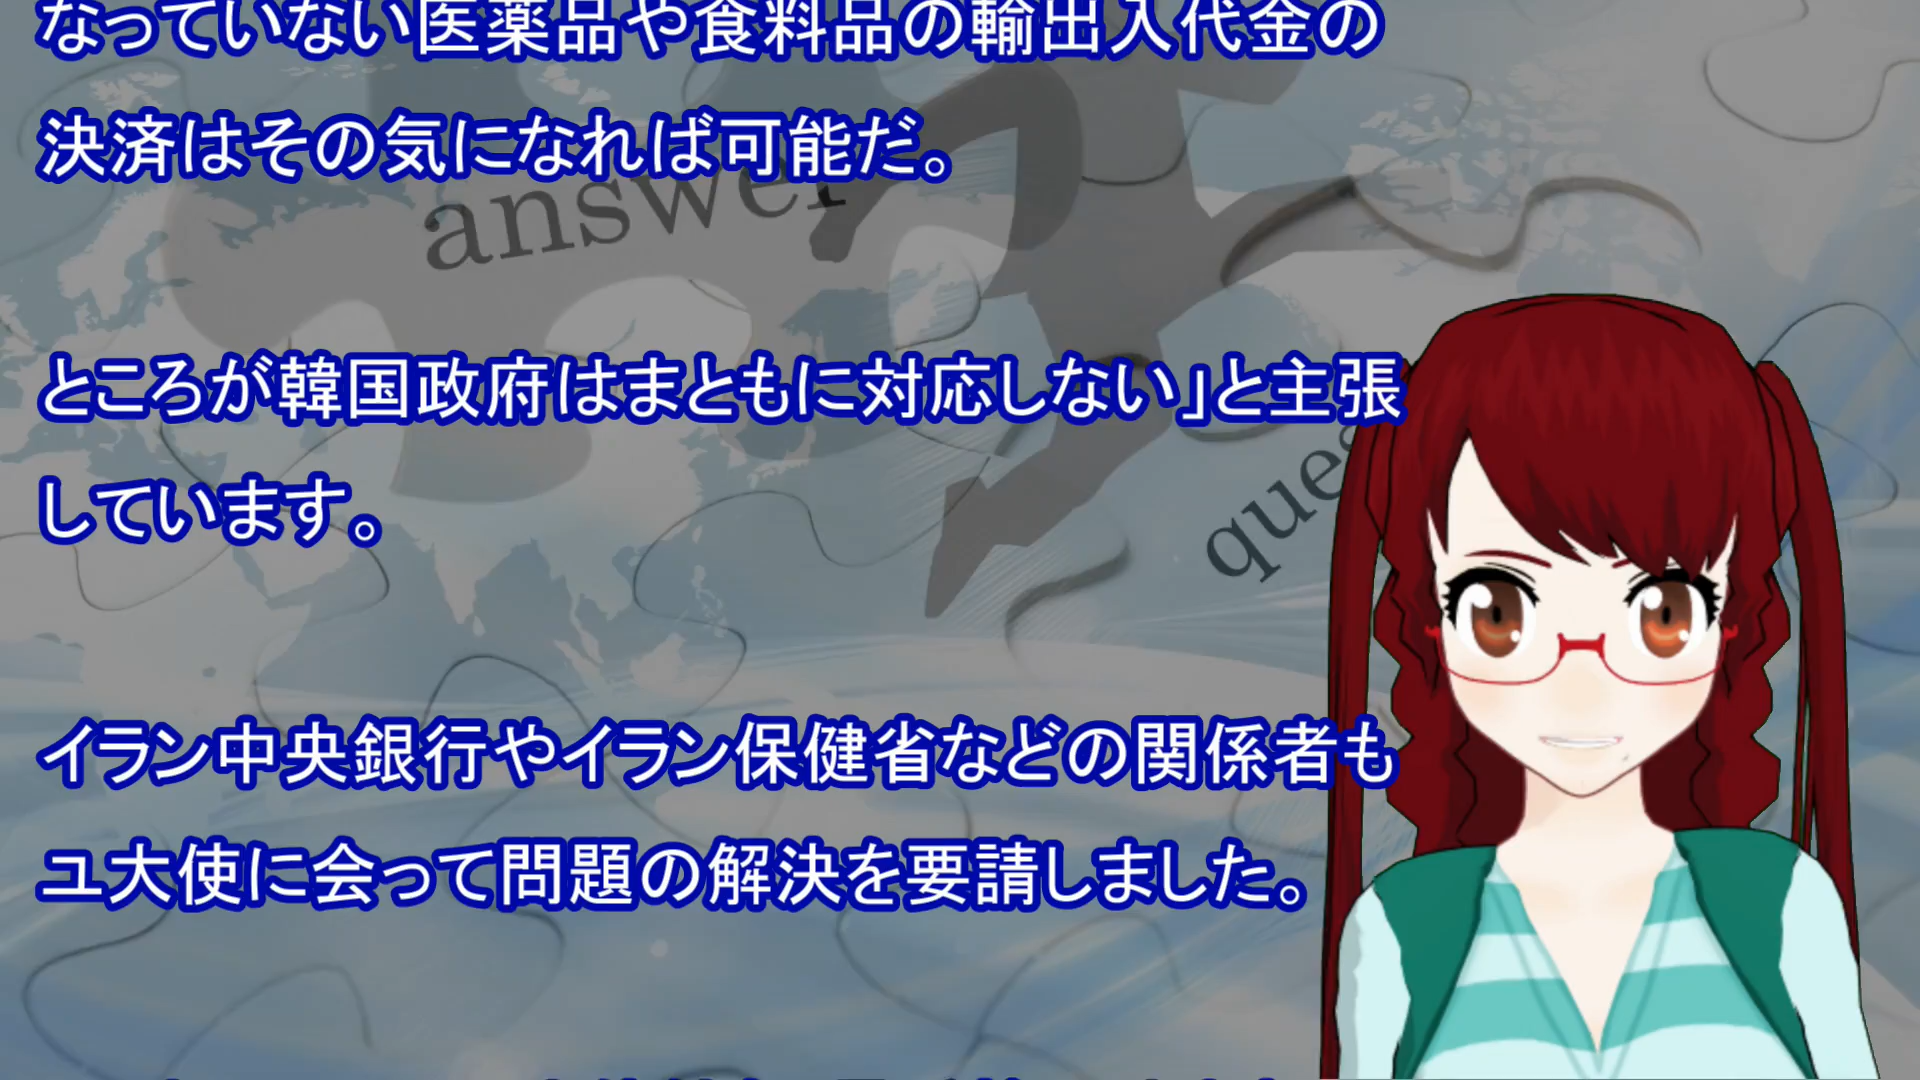 なっていない医薬品や食料品の輸出入代金の
決済はその気になれば可能だ。
answer
ところが韓国政府はまともに対応しない」と主張
しています。
ques
イラン中央銀行やイラン保健省などの関係者も
ユ大使に会って問題の解決を要請しました。